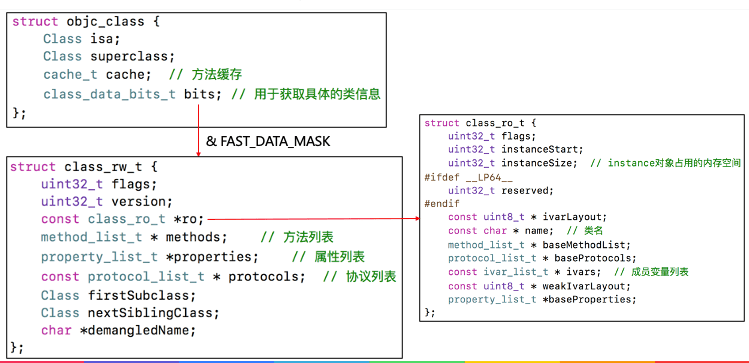 struct objc_class {
Class isa;
Class superclass;
cache_t cache; // 方法缓存
class_data_bits_t bits; // 用于获取具体的类信息
};
& FAST_DATA_MASK
struct class_rw_t {
uint32_t flags;
uint32_t version;
const class_ro_t *ro;
method_list_t * methods; // 方法列表
property_list_t *properties; // 属性列表
const protocol_list_t * protocols; // 协议列表
Class firstSubclass;
Class nextSiblingClass;
char *demangledName;
};
struct class_ro_t {
uint32_t flags;
uint32_t instanceStart;
uint32_t instanceSize; // instance对象占用的内存空间
#ifdef __LP64__
uint32_t reserved;
#endif
const uint8_t * ivarLayout;
const char * name; // 类名
method_list_t * baseMethodList;
protocol_list_t * baseProtocols;
const ivar_list_t * ivars; // 成员变量列表
const uint8_t * weakIvarLayout;
property_list_t *baseProperties;
};